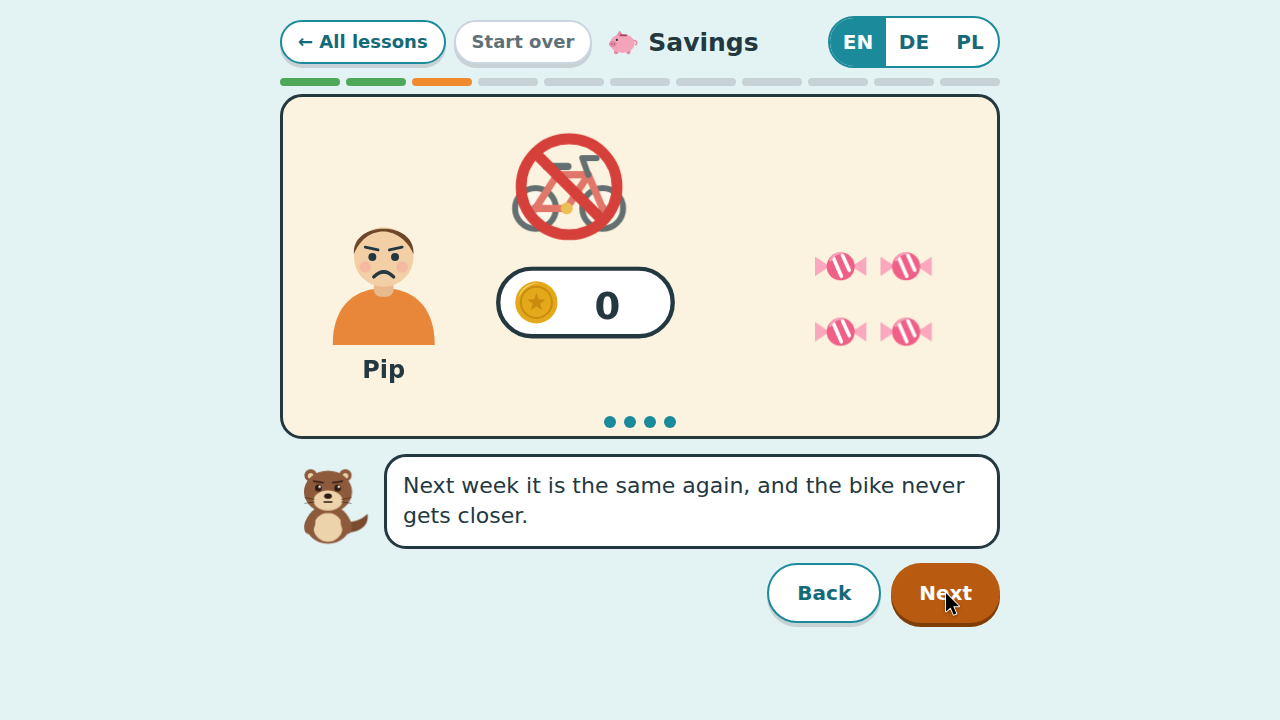 ← All lessons
Start over
Savings
EN DE PL
0
Pip
Next week it is the same again, and the bike never
gets closer.
Back
Next